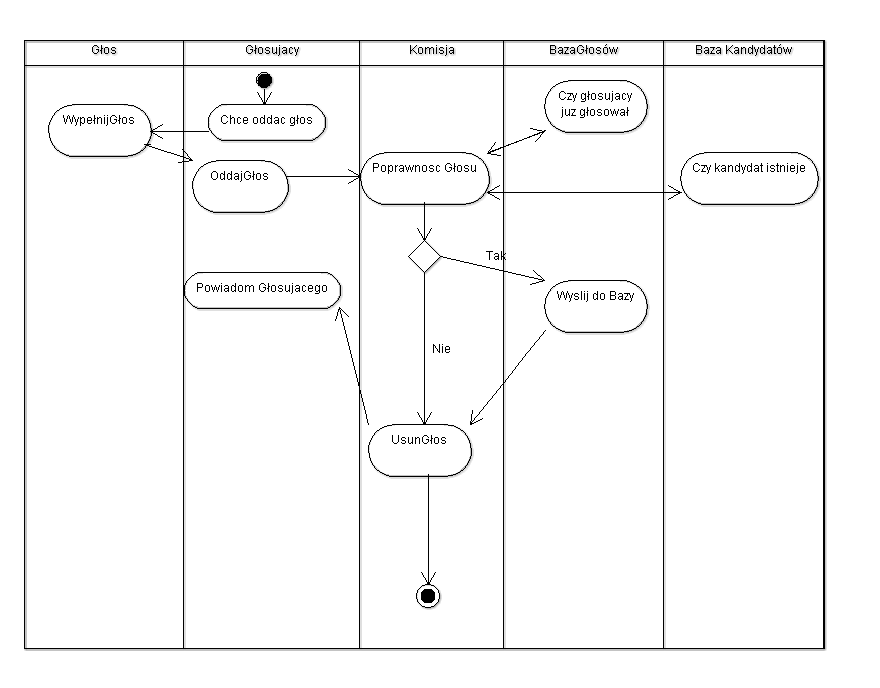 Głos
Głosujacy
Komisja
BazaGłosów
Baza Kandydatów
WypełnijGłos
Chce oddac głos
Czy głosujacy
juz głosował
OddajGłos
Poprawnosc Głosu
Czy kandydat istnieje
Tak
Powiadom Głosujacego
Wyslij do Bazy
Nie
UsunGłos